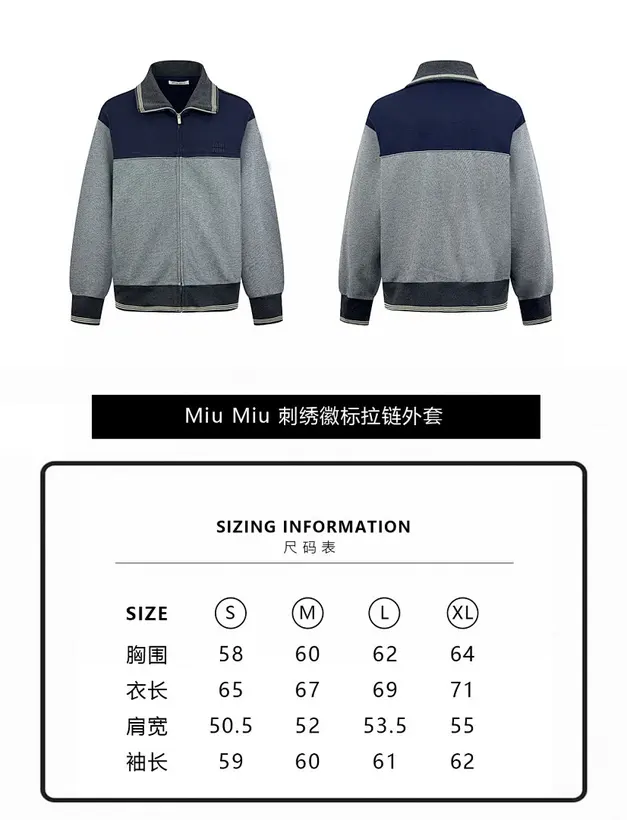 Miu Miu 刺绣徽标拉链外套
SIZING INFORMATION
尺码表
SIZE S M L XL
胸围 58 60 62 64
衣长 65 67 69 71
肩宽 50.5 52 53.5 55
袖长 59 60 61 62